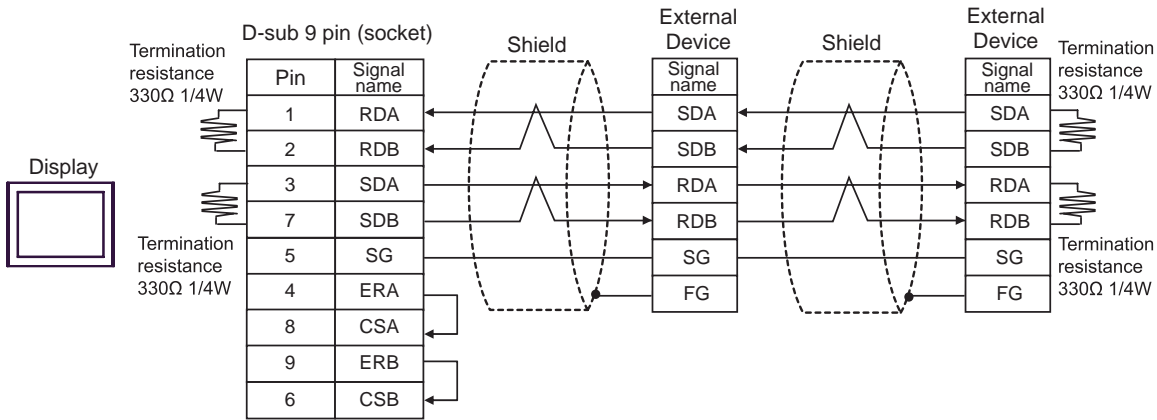 Display
Termination
resistance
330Ω 1/4W
Termination
resistance
330Ω 1/4W
D-sub 9 pin (socket)
Pin Signal name
1 RDA
2 RDB
3 SDA
7 SDB
5 SG
4 ERA
8 CSA
9 ERB
6 CSB
Shield
External
Device
Signal
name
SDA
SDB
RDA
RDB
SG
FG
Shield
External
Device
Signal
name
SDA
SDB
RDA
RDB
SG
FG
Termination
resistance
330Ω 1/4W
Termination
resistance
330Ω 1/4W